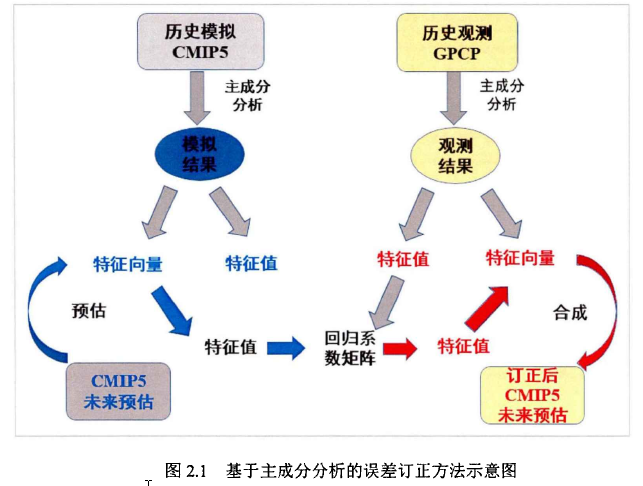 历史模拟
CMIP5
历史观测
GPCP
主成分
分析
主成分
分析
模拟
结果
观测
结果
特征向量
特征值
特征值
特征向量
预估
合成
特征值
回归系
数矩阵
特征值
CMIP5
未来预估
订正后
CMIP5
未来预估
图 2.1 基于主成分分析的误差订正方法示意图